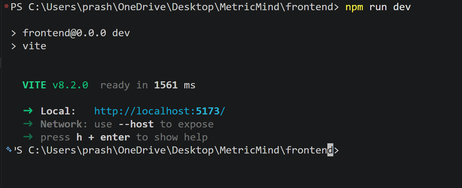 PS C:\Users\prash\OneDrive\Desktop\MetricMind\frontend> npm run dev
> frontend@0.0.0 dev
> vite
VITE v8.2.0 ready in 1561 ms
➜ Local: http://localhost:5173/
➜ Network: use --host to expose
➜ press h + enter to show help
PS C:\Users\prash\OneDrive\Desktop\MetricMind\frontend>